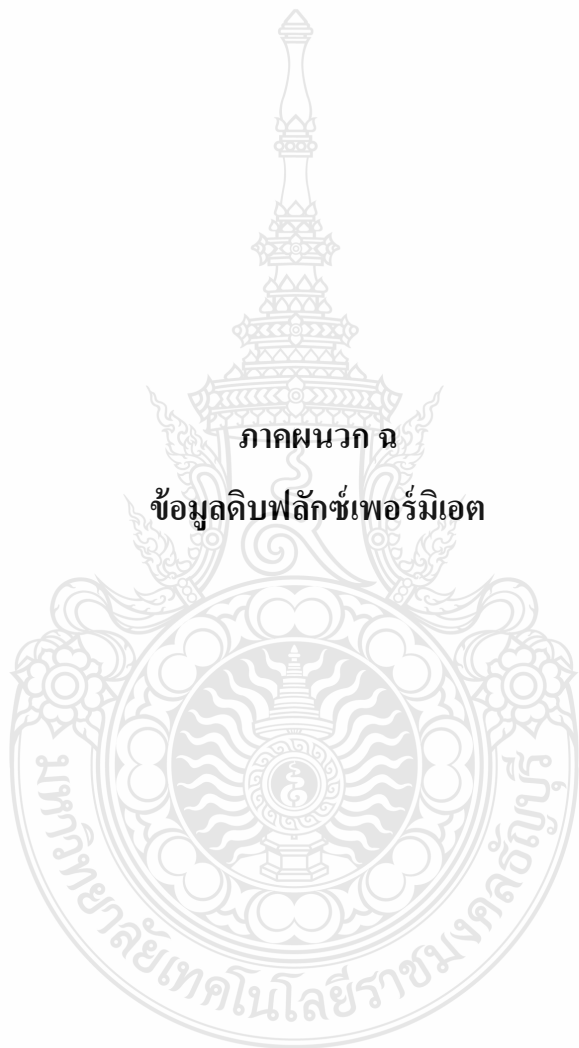 ภาคผนวก ฉ
ข้อมูลดิบฟลักซ์เพอร์มิเอต
มหาวิทยาลัยเทคโนโลยีราชมงคลธัญบุรี